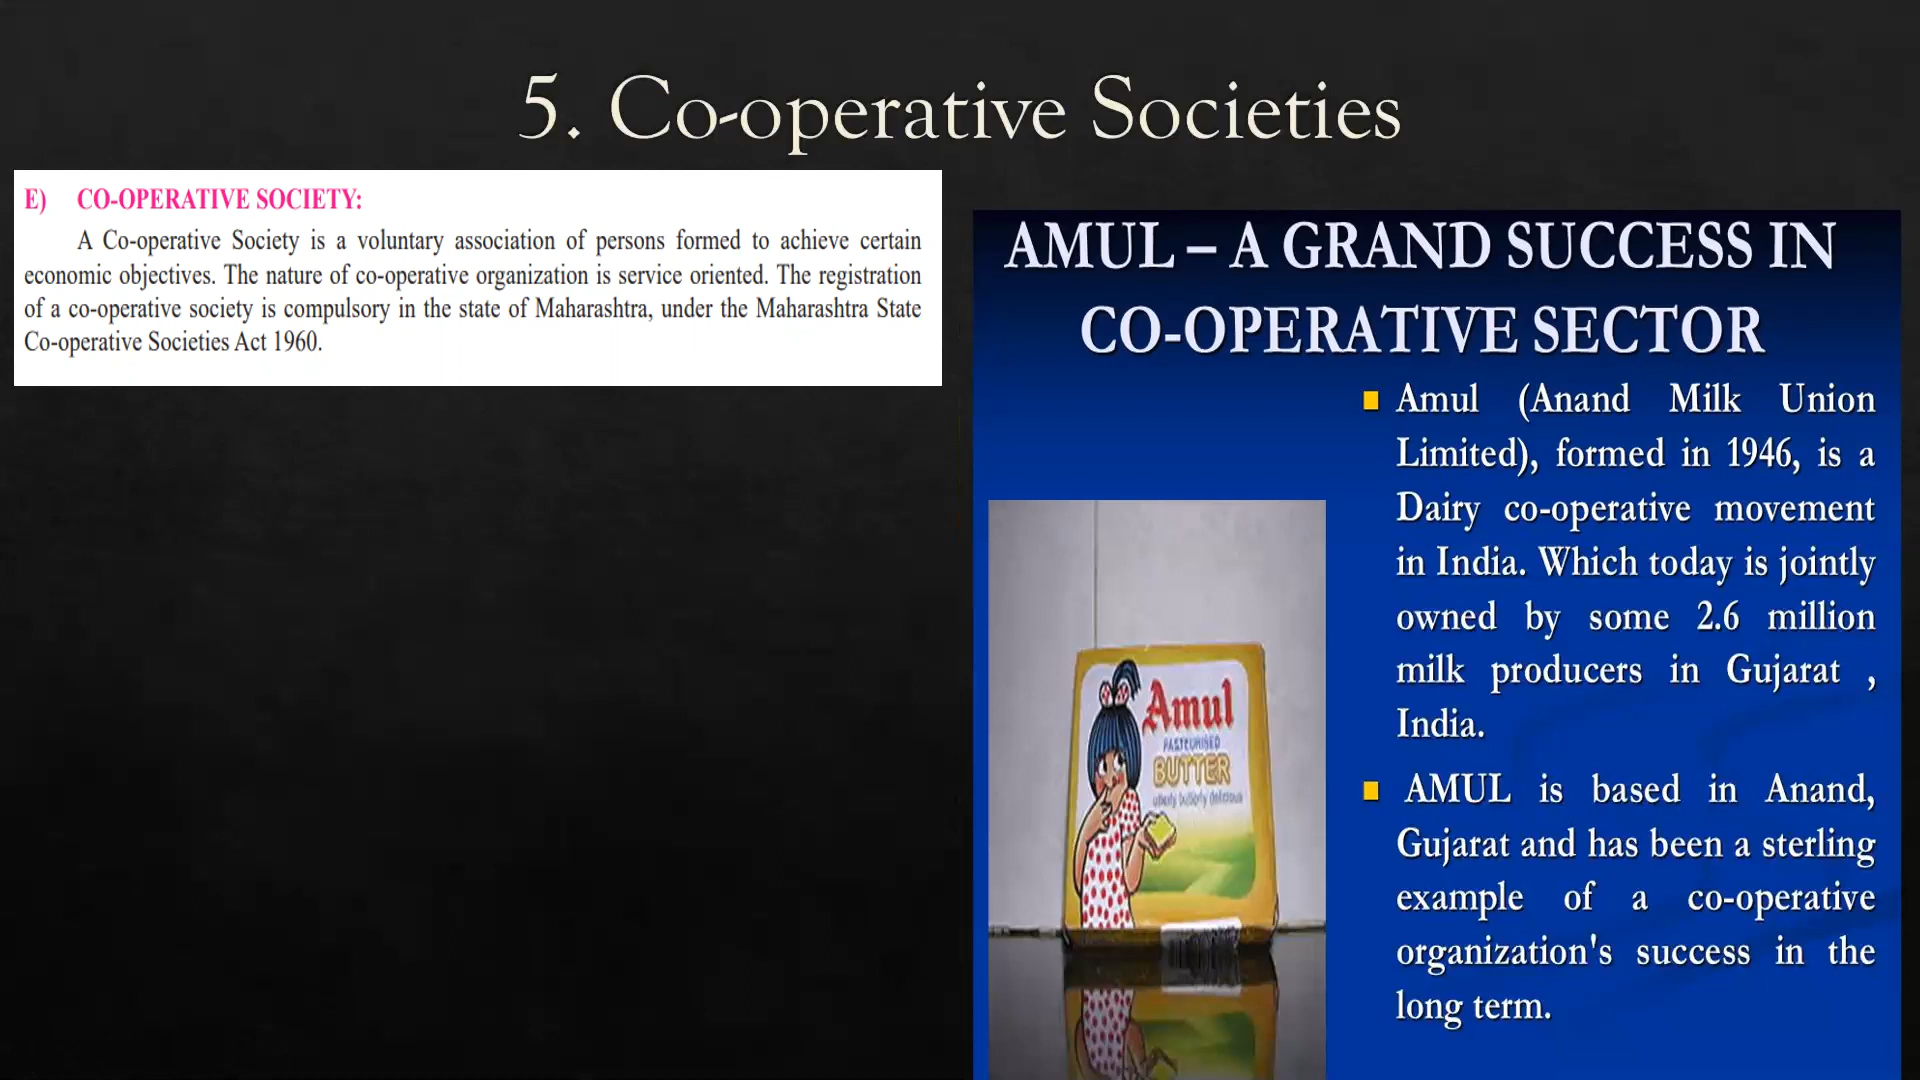 5. Co-operative Societies
E) CO-OPERATIVE SOCIETY:
A Co-operative Society is a voluntary association of persons formed to achieve certain
economic objectives. The nature of co-operative organization is service oriented. The registration
of a co-operative society is compulsory in the state of Maharashtra, under the Maharashtra State
Co-operative Societies Act 1960.
AMUL – A GRAND SUCCESS IN
CO-OPERATIVE SECTOR
Amul (Anand Milk Union
Limited), formed in 1946, is a
Dairy co-operative movement
in India. Which today is jointly
owned by some 2.6 million
milk producers in Gujarat ,
India.
AMUL is based in Anand,
Gujarat and has been a sterling
example of a co-operative
organization's success in the
long term.
Amul
PASTEURISED
BUTTER
utterly butterly delicious